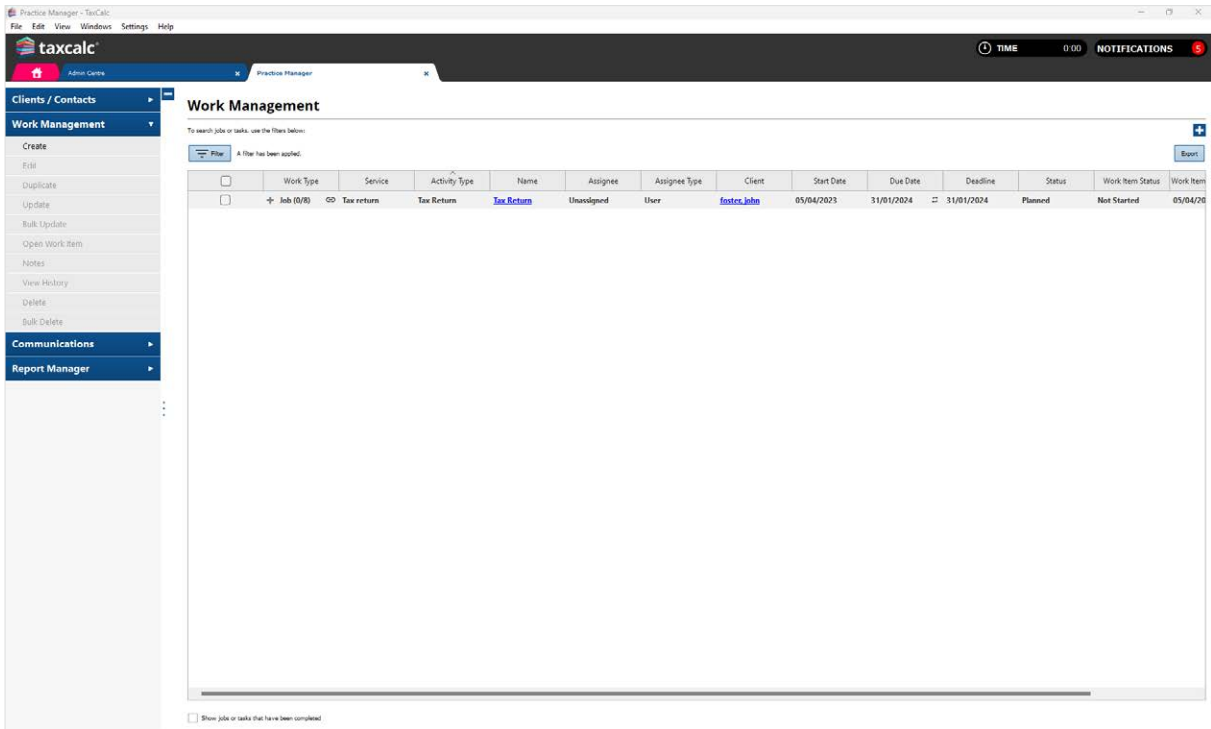 Practice Manager - TaxCalc
File Edit View Windows Settings Help
taxcalc
TIME 0:00 NOTIFICATIONS 5
Admin Centre Practice Manager
Clients / Contacts
Work Management
Create
Edit
Duplicate
Update
Bulk Update
Open Work Item
Notes
View History
Delete
Bulk Delete
Communications
Report Manager
Work Management
To search jobs or tasks, use the filters below:
Filter A filter has been applied. Export
Work Type Service Activity Type Name Assignee Assignee Type Client Start Date Due Date Deadline Status Work Item Status Work Item
Job (0/8) Tax return Tax Return Tax Return Unassigned User foster, john 05/04/2023 31/01/2024 31/01/2024 Planned Not Started 05/04/20
Show jobs or tasks that have been completed